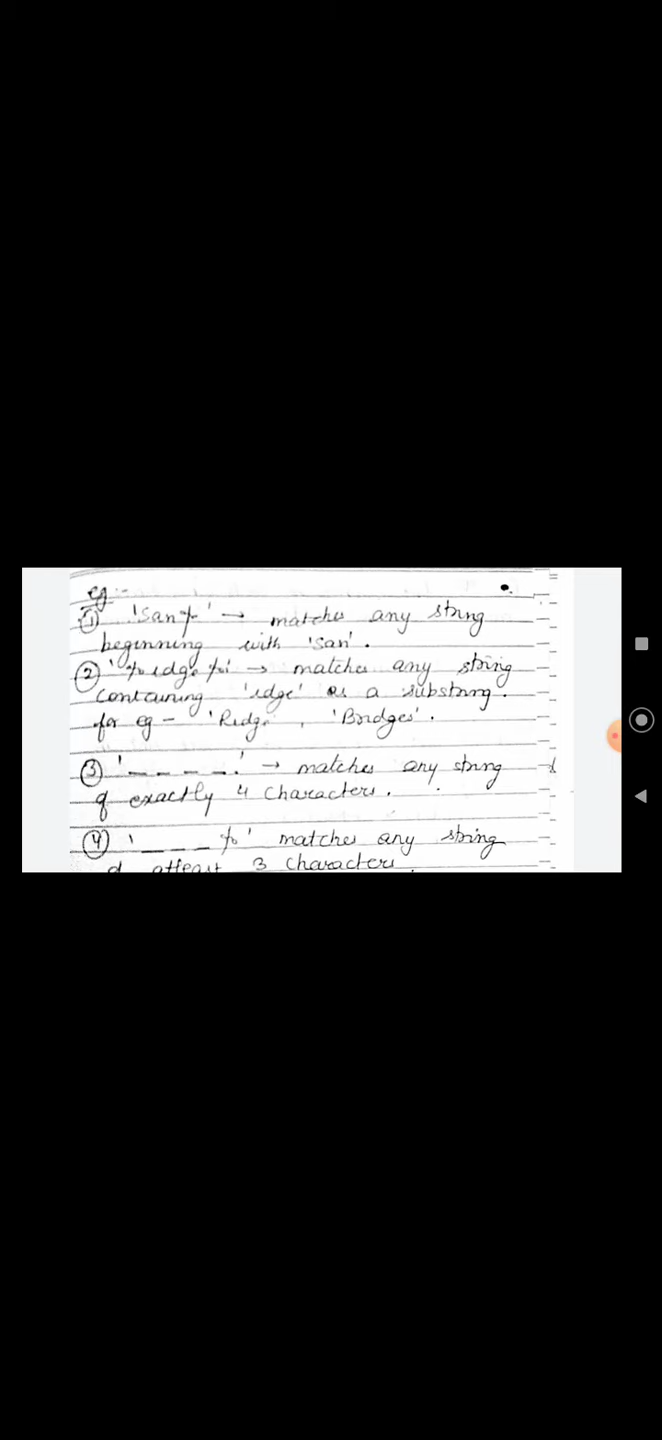 eg :-
① 'San%' → matches any string
beginning with 'San'.
② '%idge%' → matches any string
containing 'idge' as a substring.
for eg - 'Ridge', 'Bridges'.
③ '_ _ _ _' → matches any string
of exactly 4 characters.
④ '_ _ _ %' matches any string
of atleast 3 characters.